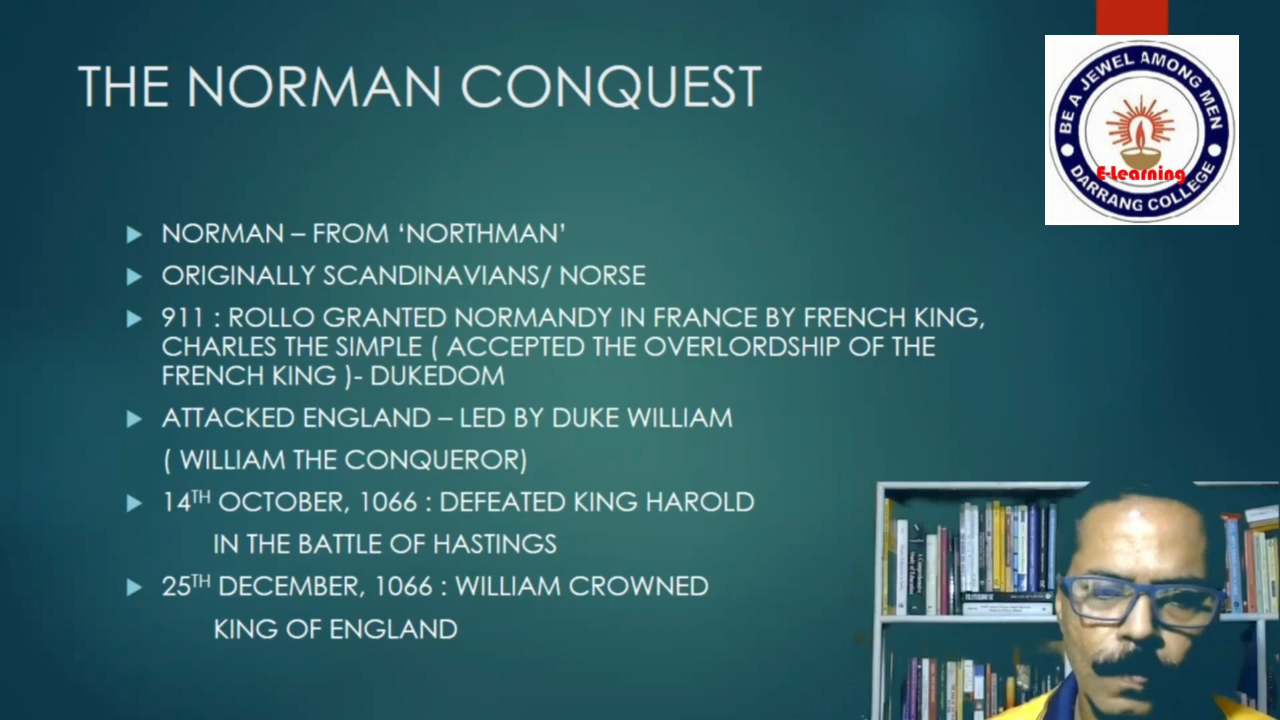 THE NORMAN CONQUEST
BE A JEWEL AMONG MEN
E-Learning
DARRANG COLLEGE
NORMAN – FROM ‘NORTHMAN’
ORIGINALLY SCANDINAVIANS/ NORSE
911 : ROLLO GRANTED NORMANDY IN FRANCE BY FRENCH KING,
CHARLES THE SIMPLE ( ACCEPTED THE OVERLORDSHIP OF THE
FRENCH KING )- DUKEDOM
ATTACKED ENGLAND – LED BY DUKE WILLIAM
( WILLIAM THE CONQUEROR)
14TH OCTOBER, 1066 : DEFEATED KING HAROLD
IN THE BATTLE OF HASTINGS
25TH DECEMBER, 1066 : WILLIAM CROWNED
KING OF ENGLAND